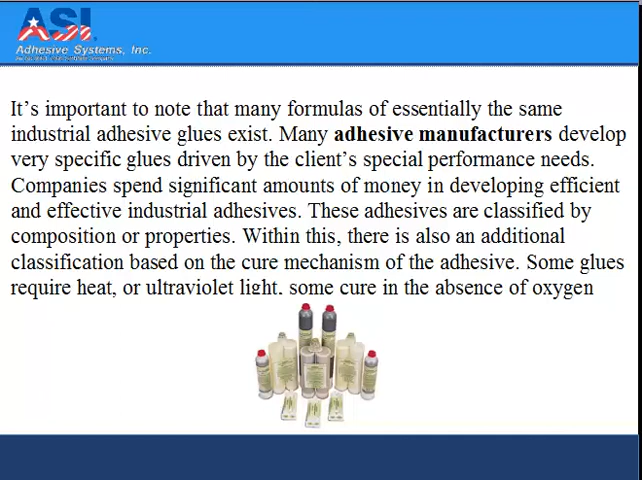 ASI
Adhesive Systems, Inc.
It’s important to note that many formulas of essentially the same
industrial adhesive glues exist. Many adhesive manufacturers develop
very specific glues driven by the client’s special performance needs.
Companies spend significant amounts of money in developing efficient
and effective industrial adhesives. These adhesives are classified by
composition or properties. Within this, there is also an additional
classification based on the cure mechanism of the adhesive. Some glues
require heat, or ultraviolet light, some cure in the absence of oxygen